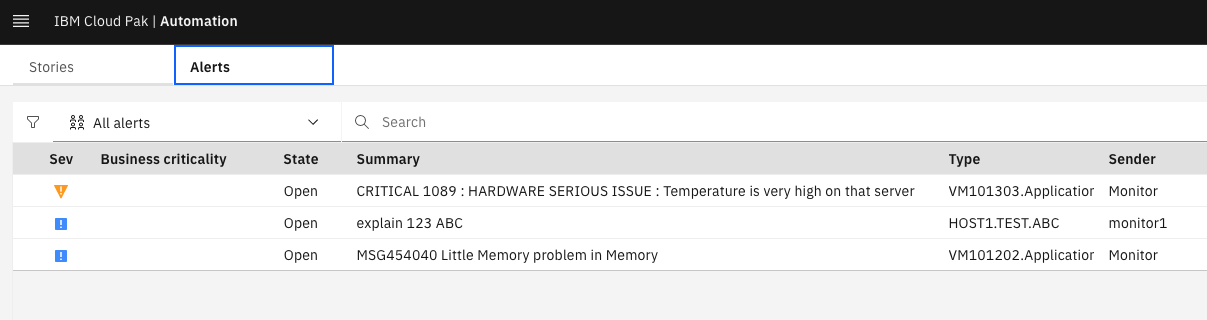 IBM Cloud Pak | Automation
Stories Alerts
All alerts Search
Sev Business criticality State Summary Type Sender
Open CRITICAL 1089 : HARDWARE SERIOUS ISSUE : Temperature is very high on that server VM101303.Application Monitor
Open explain 123 ABC HOST1.TEST.ABC monitor1
Open MSG454040 Little Memory problem in Memory VM101202.Application Monitor